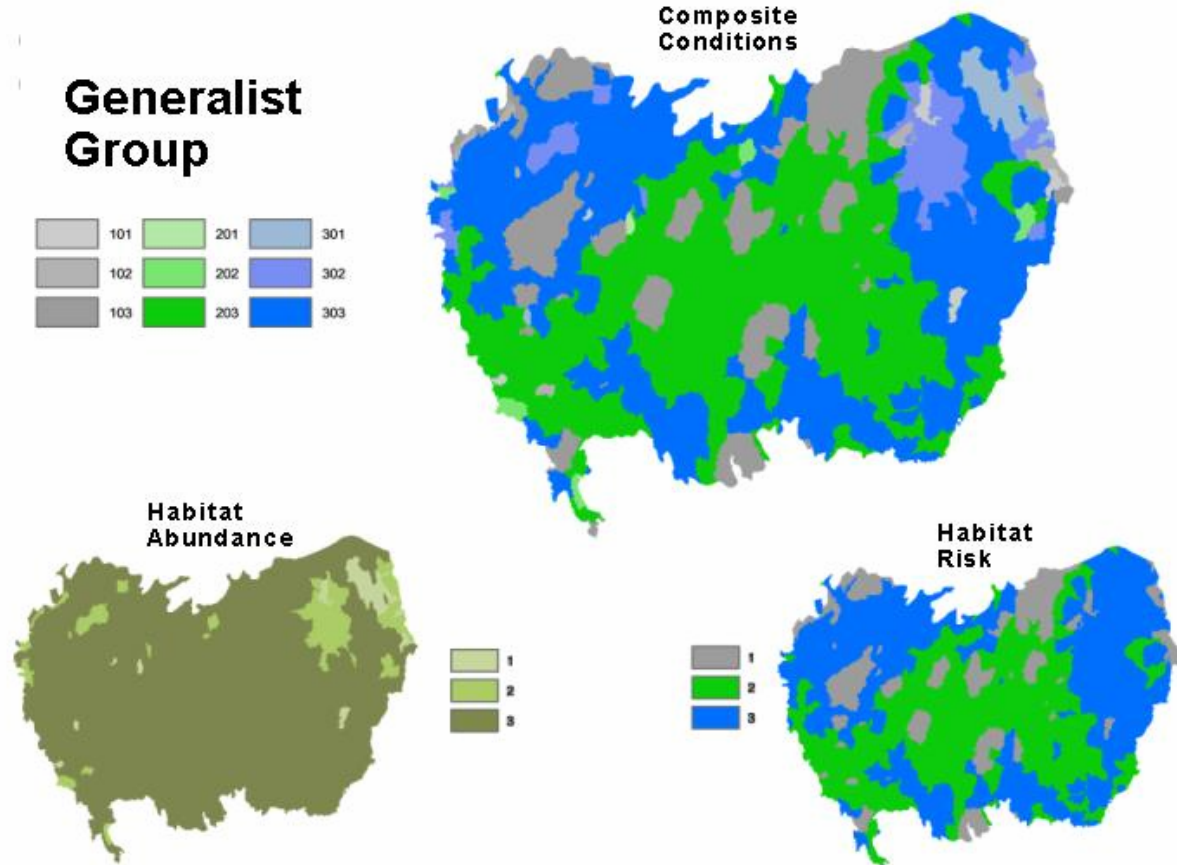 Composite
Conditions
Generalist
Group
101 201 301
102 202 302
103 203 303
Habitat
Abundance
1
2
3
Habitat
Risk
1
2
3